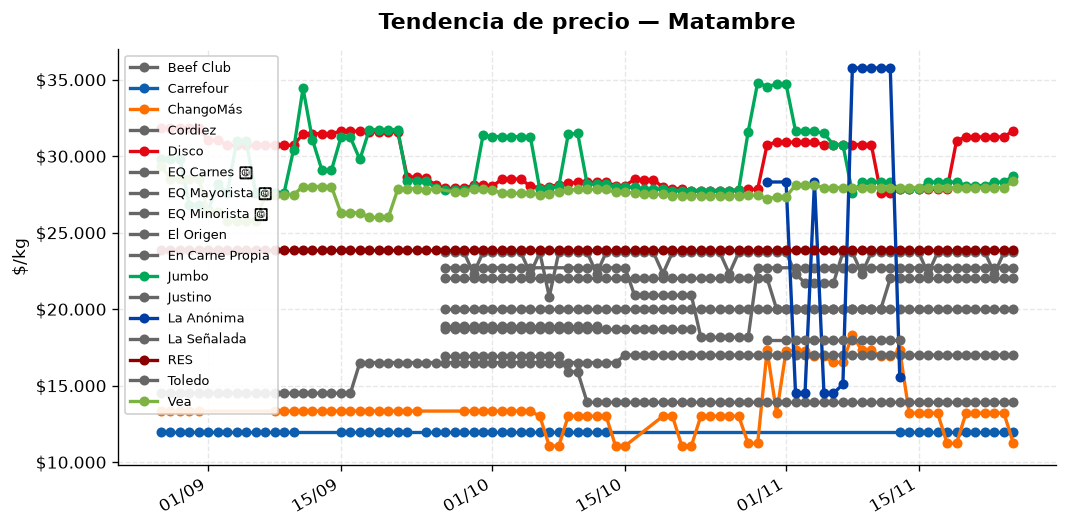 Tendencia de precio — Matambre
$/kg
$35.000
$30.000
$25.000
$20.000
$15.000
$10.000
Beef Club
Carrefour
ChangoMás
Cordiez
Disco
EQ Carnes
EQ Mayorista
EQ Minorista
El Origen
En Carne Propia
Jumbo
Justino
La Anónima
La Señalada
RES
Toledo
Vea
01/09
15/09
01/10
15/10
01/11
15/11